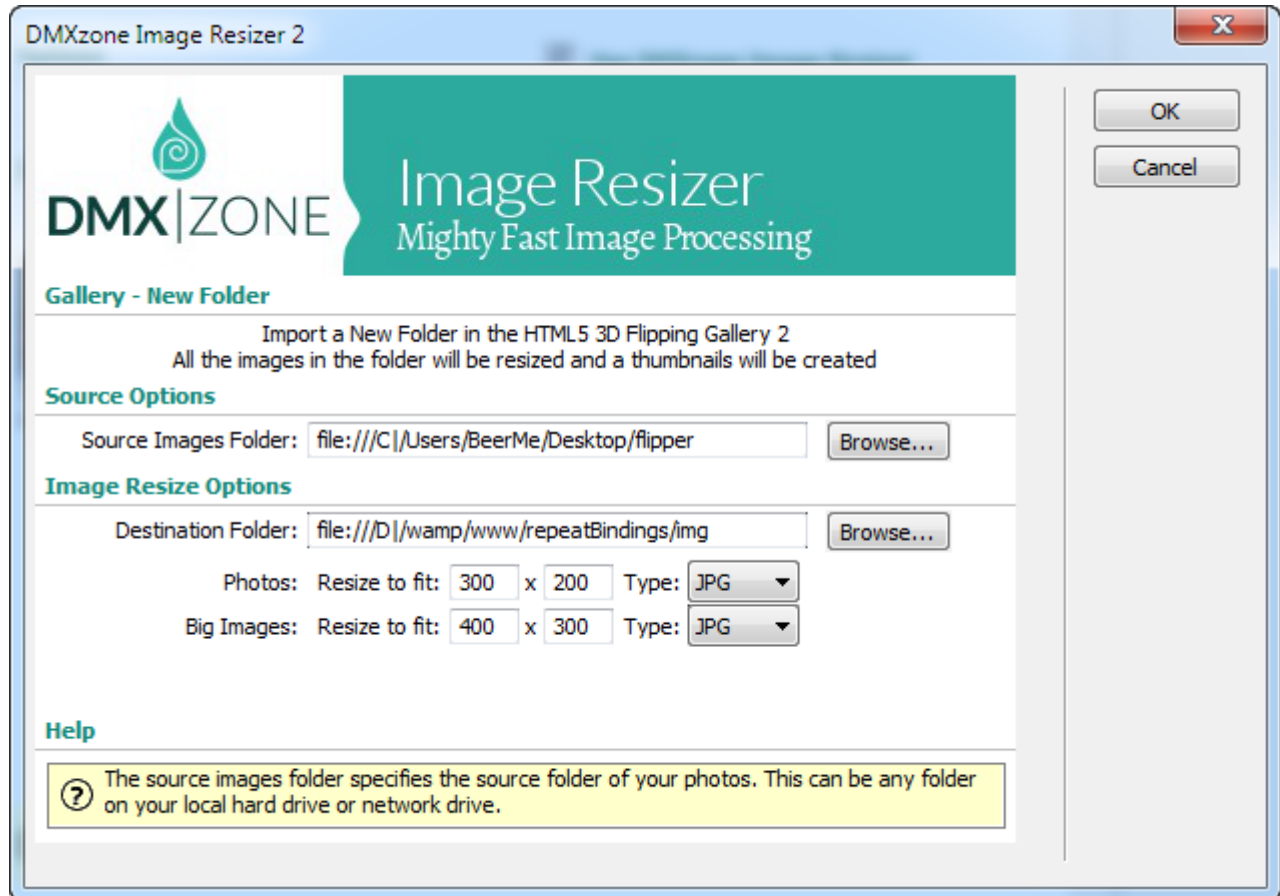 DMXzone Image Resizer 2
DMX|ZONE
Image Resizer
Mighty Fast Image Processing
OK
Cancel
Gallery - New Folder
Import a New Folder in the HTML5 3D Flipping Gallery 2
All the images in the folder will be resized and a thumbnails will be created
Source Options
Source Images Folder: file:///C|/Users/BeerMe/Desktop/flipper Browse...
Image Resize Options
Destination Folder: file:///D|/wamp/www/repeatBindings/img Browse...
Photos: Resize to fit: 300 x 200 Type: JPG
Big Images: Resize to fit: 400 x 300 Type: JPG
Help
The source images folder specifies the source folder of your photos. This can be any folder
on your local hard drive or network drive.